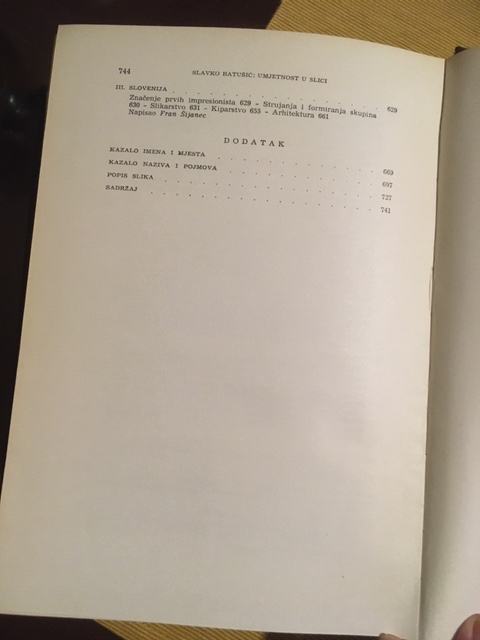 744 SLAVKO BATUŠIĆ: UMJETNOST U SLICI
III. SLOVENIJA . . . . . . . . . . . . . . . . 629
Značenje prvih impresionista 629 – Strujanja i formiranja skupina
630 – Slikarstvo 631 – Kiparstvo 653 – Arhitektura 661
Napisao Fran Šijanec
DODATAK
KAZALO IMENA I MJESTA . . . . . . . . . . . . 669
KAZALO NAZIVA I POJMOVA . . . . . . . . . . . 697
POPIS SLIKA . . . . . . . . . . . . . . . . 727
SADRŽAJ . . . . . . . . . . . . . . . . . 741